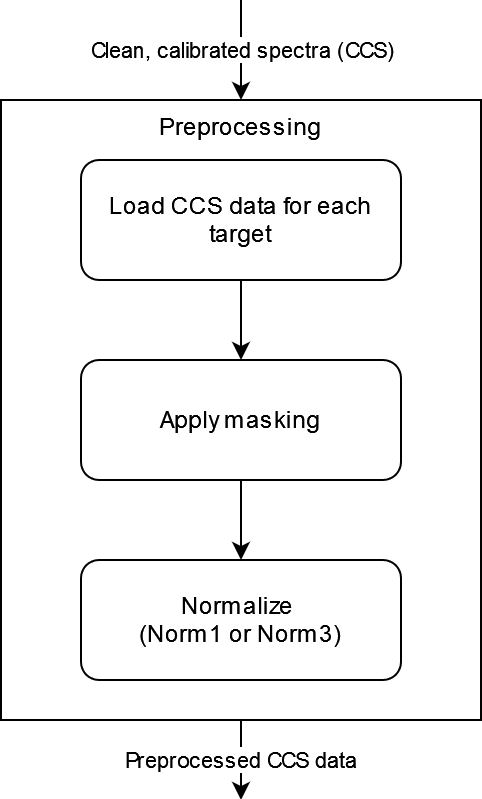 Clean, calibrated spectra (CCS)
Preprocessing
Load CCS data for each
target
Apply masking
Normalize
(Norm1 or Norm3)
Preprocessed CCS data